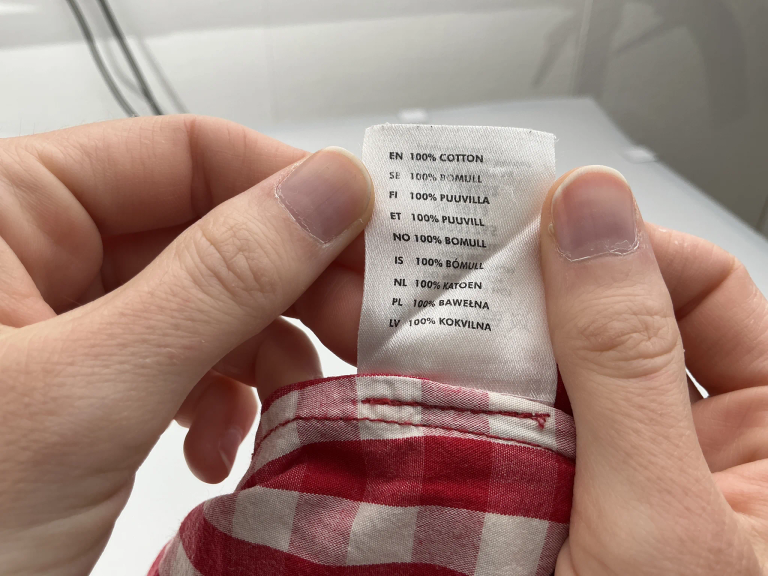 EN 100% COTTON
SE 100% BOMULL
FI 100% PUUVILLA
ET 100% PUUVILL
NO 100% BOMULL
IS 100% BÓMULL
NL 100% KATOEN
PL 100% BAWEŁNA
LV 100% KOKVILNA